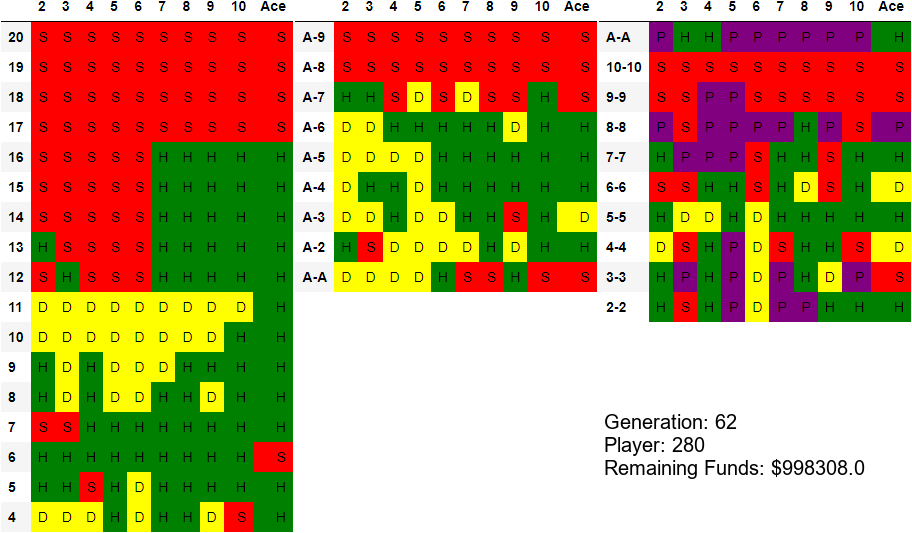 2 3 4 5 6 7 8 9 10 Ace
20 S S S S S S S S S S
19 S S S S S S S S S S
18 S S S S S S S S S S
17 S S S S S S S S S S
16 S S S S S H H H H H
15 S S S S S H H H H H
14 S S S S S H H H H H
13 H S S S S H H H H H
12 S H S S S H H H H H
11 D D D D D D D D D H
10 D D D D D D D D H H
9 H D H D D D H H H H
8 H D H D D H H D H H
7 S S H H H H H H H H
6 H H H H H H H H H S
5 H H S H D H H H H H
4 D D D H D H H D S H
2 3 4 5 6 7 8 9 10 Ace
A-9 S S S S S S S S S S
A-8 S S S S S S S S S S
A-7 H H S D S D S S H S
A-6 D D H H H H H D H H
A-5 D D D D H H H H H H
A-4 D H H D H H H H H H
A-3 D D H D D H H S H D
A-2 H S D D D D H D H H
A-A D D D D H S S H S S
2 3 4 5 6 7 8 9 10 Ace
A-A P H H P P P P P P H
10-10 S S S S S S S S S S
9-9 S S P P S S S S S S
8-8 P S P P P P H P S P
7-7 H P P P S H H S H H
6-6 S S H H S H D S H D
5-5 H D D H D H H H H H
4-4 D S H P D S H H S D
3-3 H P H P D P H D P S
2-2 H S H P D P P H H H
Generation: 62
Player: 280
Remaining Funds: $998308.0